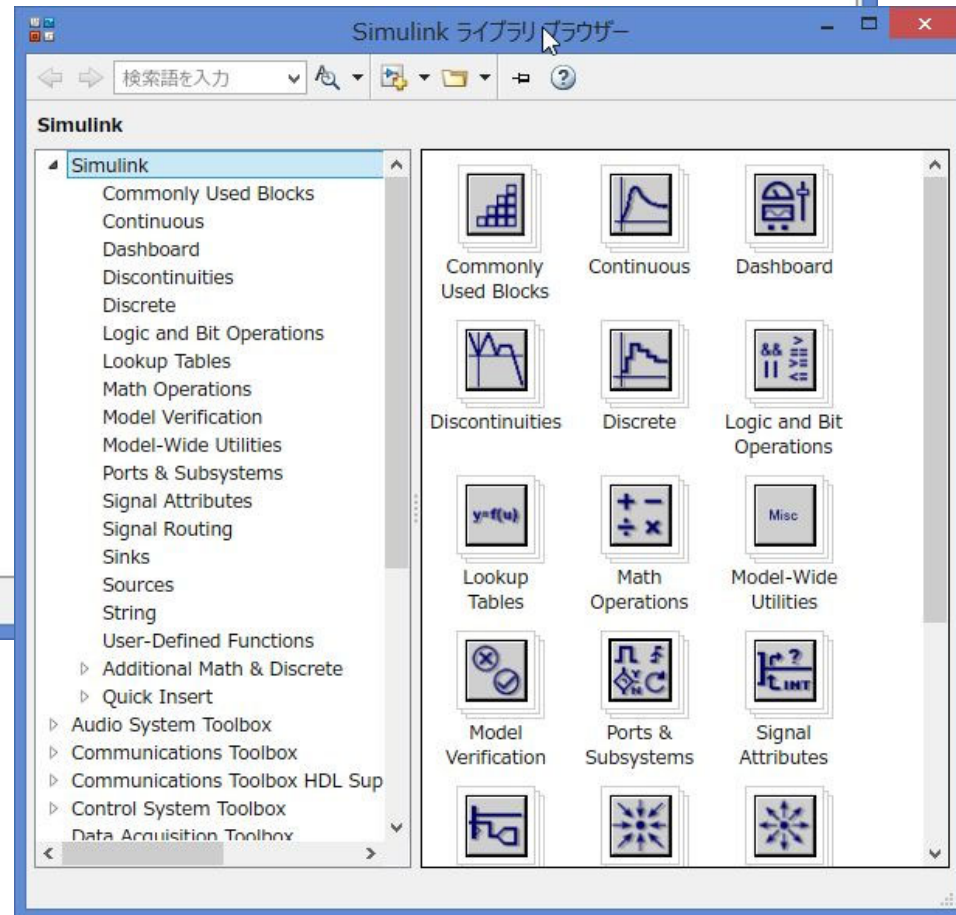 Simulink ライブラリ ブラウザー
検索語を入力
Simulink
Simulink
Commonly Used Blocks
Continuous
Dashboard
Discontinuities
Discrete
Logic and Bit Operations
Lookup Tables
Math Operations
Model Verification
Model-Wide Utilities
Ports & Subsystems
Signal Attributes
Signal Routing
Sinks
Sources
String
User-Defined Functions
Additional Math & Discrete
Quick Insert
Audio System Toolbox
Communications Toolbox
Communications Toolbox HDL Sup
Control System Toolbox
Data Acquisition Toolbox
Commonly
Used Blocks
Continuous
Dashboard
&& > == 
|| >= <=
Discontinuities
Discrete
Logic and Bit
Operations
y=f(u)
+ −
÷ ×
Misc
Lookup
Tables
Math
Operations
Model-Wide
Utilities
Y
N
?
INT
Model
Verification
Ports &
Subsystems
Signal
Attributes